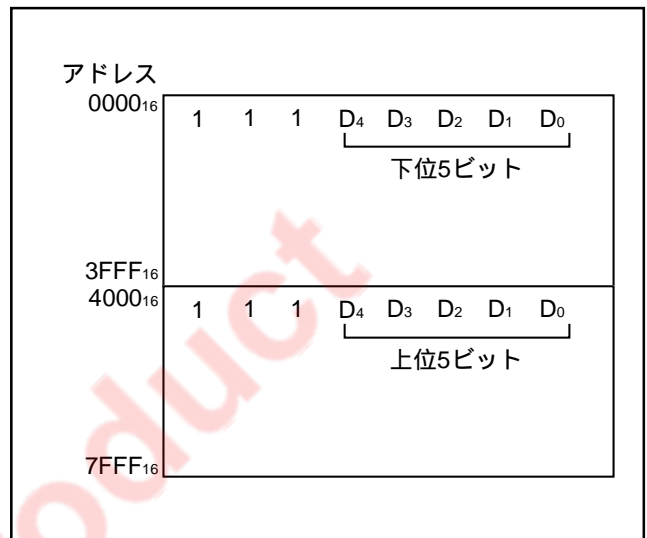 アドレス
0000₁₆
1 1 1 D₄ D₃ D₂ D₁ D₀
下位5ビット
3FFF₁₆
4000₁₆
1 1 1 D₄ D₃ D₂ D₁ D₀
上位5ビット
7FFF₁₆
oduct